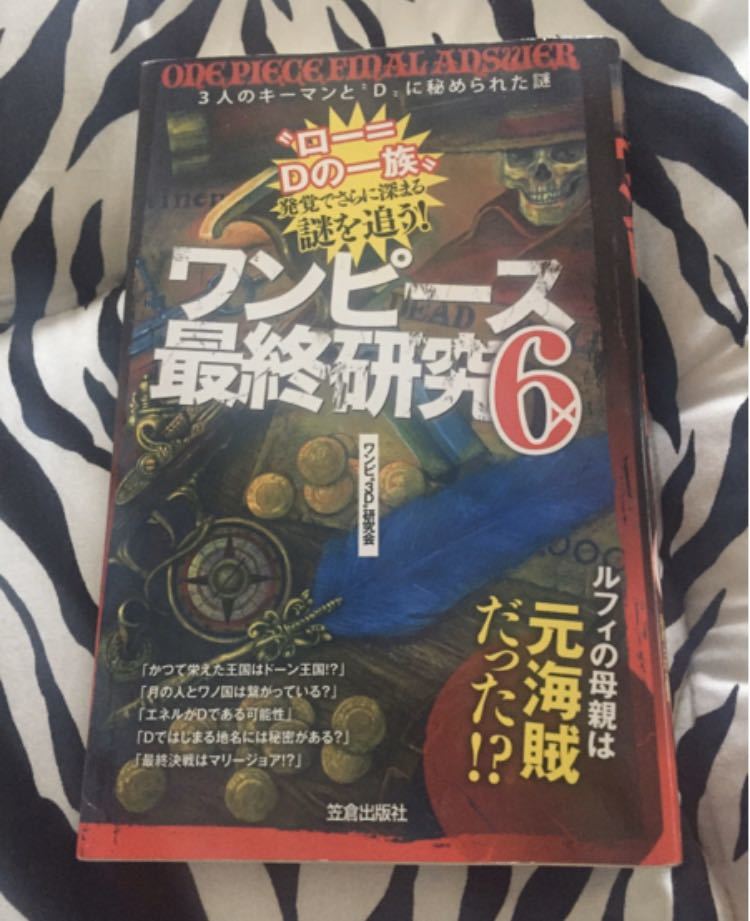 ONE PIECE FINAL ANSWER
3人のキーマンと〝D〟に秘められた謎
〝ロー=
Dの一族〟
発覚でさらに深まる
謎を追う!
ワンピース
最終研究6
DEAD
ワンピ〝3D〟研究会
ルフィの母親は
元海賊
だった!?
「かつて栄えた王国はドーン王国!?」
「月の人とワノ国は繋がっている?」
「エネルがDである可能性」
「Dではじまる地名には秘密がある?」
「最終決戦はマリージョア!?」
笠倉出版社